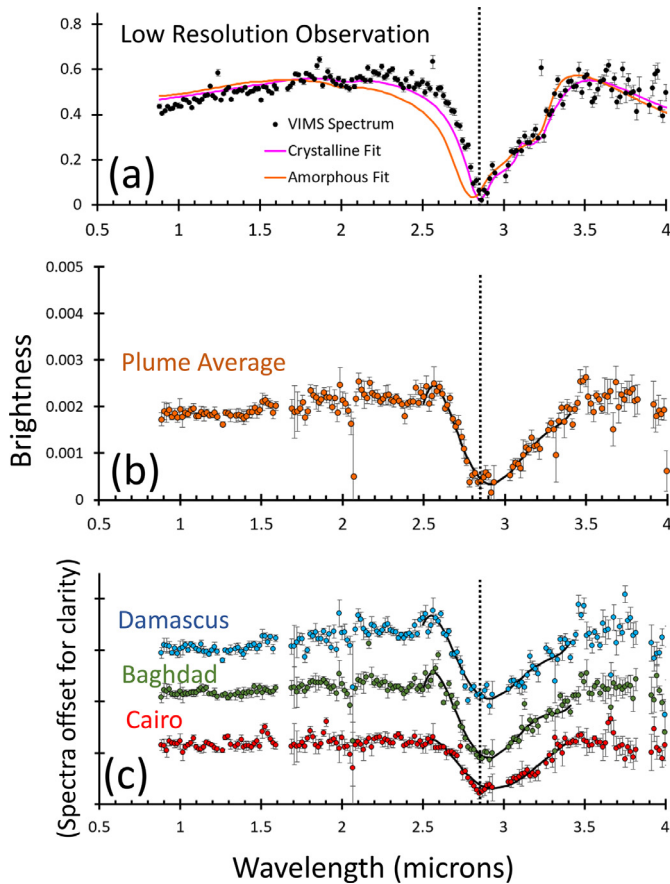 Low Resolution Observation
0.8
0.6
0.4
0.2
0
VIMS Spectrum
Crystalline Fit
Amorphous Fit
(a)
0.5 1 1.5 2 2.5 3 3.5 4
0.005
0.004
0.003
0.002
0.001
0
Brightness
Plume Average
(b)
0.5 1 1.5 2 2.5 3 3.5 4
(Spectra offset for clarity)
Damascus
Baghdad
Cairo
(c)
0.5 1 1.5 2 2.5 3 3.5 4
Wavelength (microns)